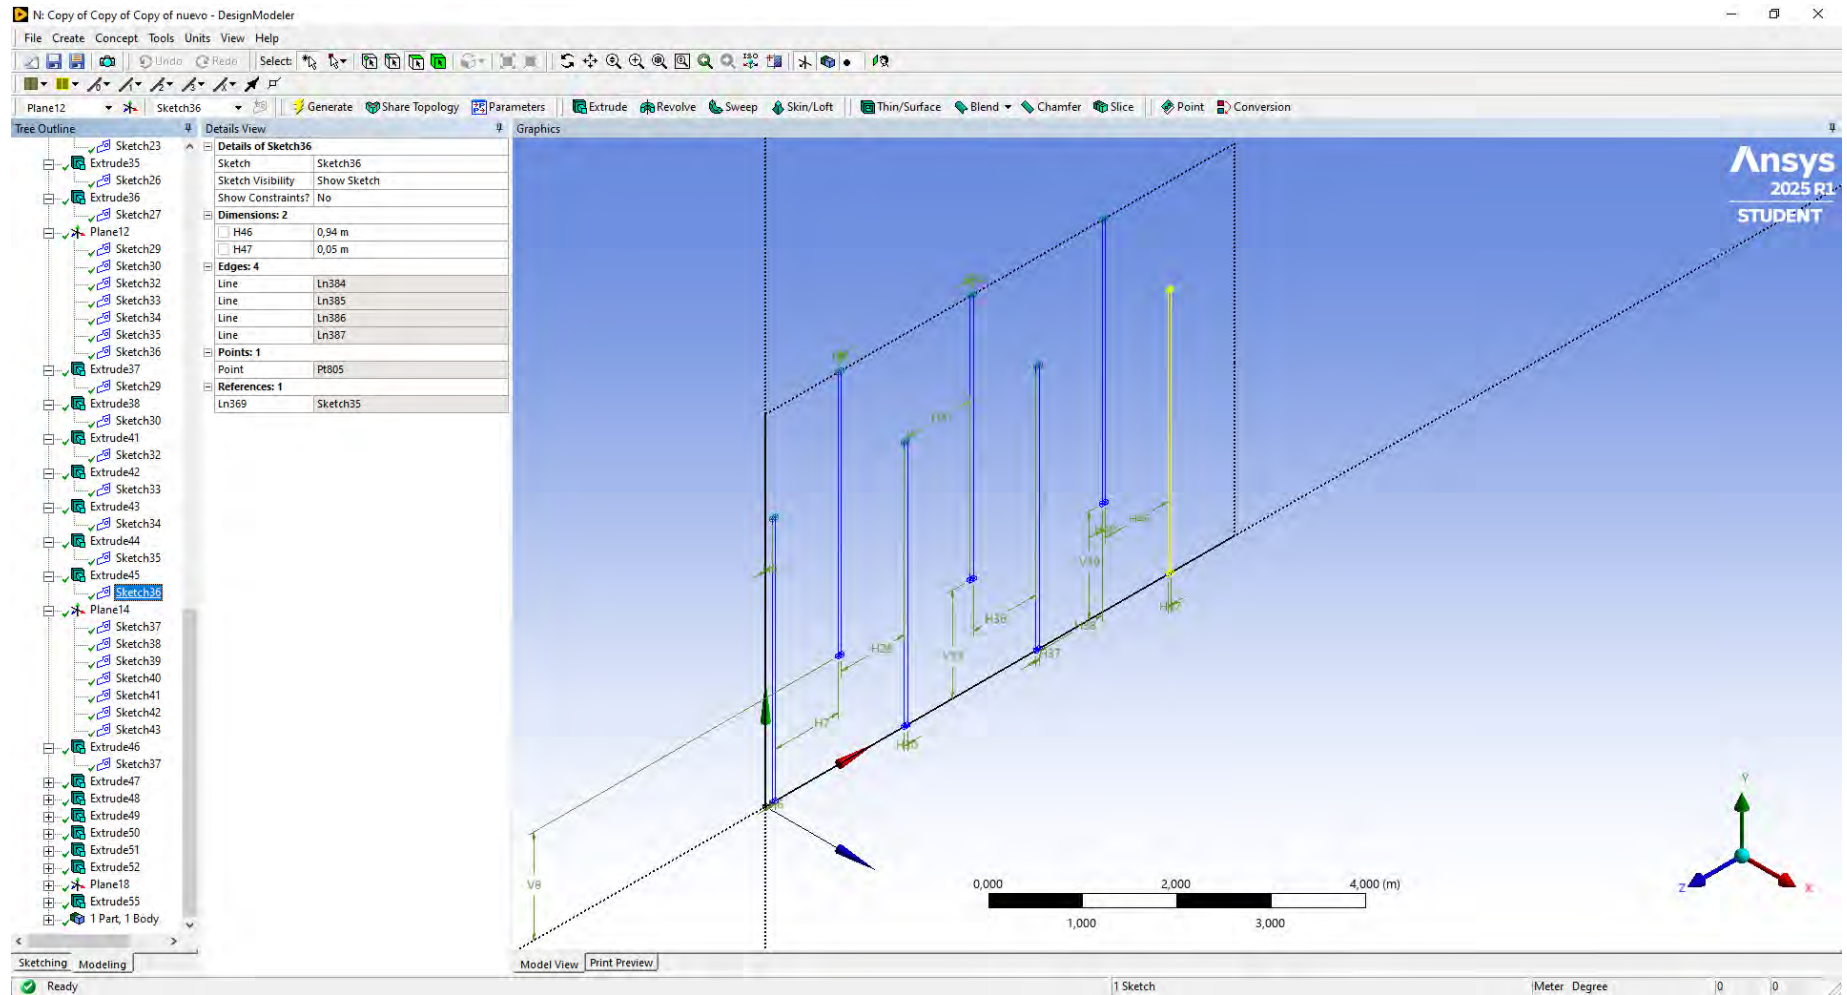 N: Copy of Copy of Copy of nuevo - DesignModeler
File Create Concept Tools Units View Help
Undo Redo Select:
Plane12 Sketch36 Generate Share Topology Parameters Extrude Revolve Sweep Skin/Loft Thin/Surface Blend Chamfer Slice Point Conversion
Tree Outline
Sketch23
Extrude35
Sketch26
Extrude36
Sketch27
Plane12
Sketch29
Sketch30
Sketch32
Sketch33
Sketch34
Sketch35
Sketch36
Extrude37
Sketch29
Extrude38
Sketch30
Extrude41
Sketch32
Extrude42
Sketch33
Extrude43
Sketch34
Extrude44
Sketch35
Extrude45
Sketch36
Plane14
Sketch37
Sketch38
Sketch39
Sketch40
Sketch41
Sketch42
Sketch43
Extrude46
Sketch37
Extrude47
Extrude48
Extrude49
Extrude50
Extrude51
Extrude52
Plane18
Extrude55
1 Part, 1 Body
Sketching Modeling
Details View
Details of Sketch36
Sketch Sketch36
Sketch Visibility Show Sketch
Show Constraints? No
Dimensions: 2
H46 0,94 m
H47 0,05 m
Edges: 4
Line Ln384
Line Ln385
Line Ln386
Line Ln387
Points: 1
Point Pt805
References: 1
Ln369 Sketch35
Graphics
Ansys
2025 R1
STUDENT
H28
H36
H37
H7
V8
0,000 2,000 4,000 (m)
1,000 3,000
Y
Z
X
Model View Print Preview
Ready 1 Sketch Meter Degree 0 0